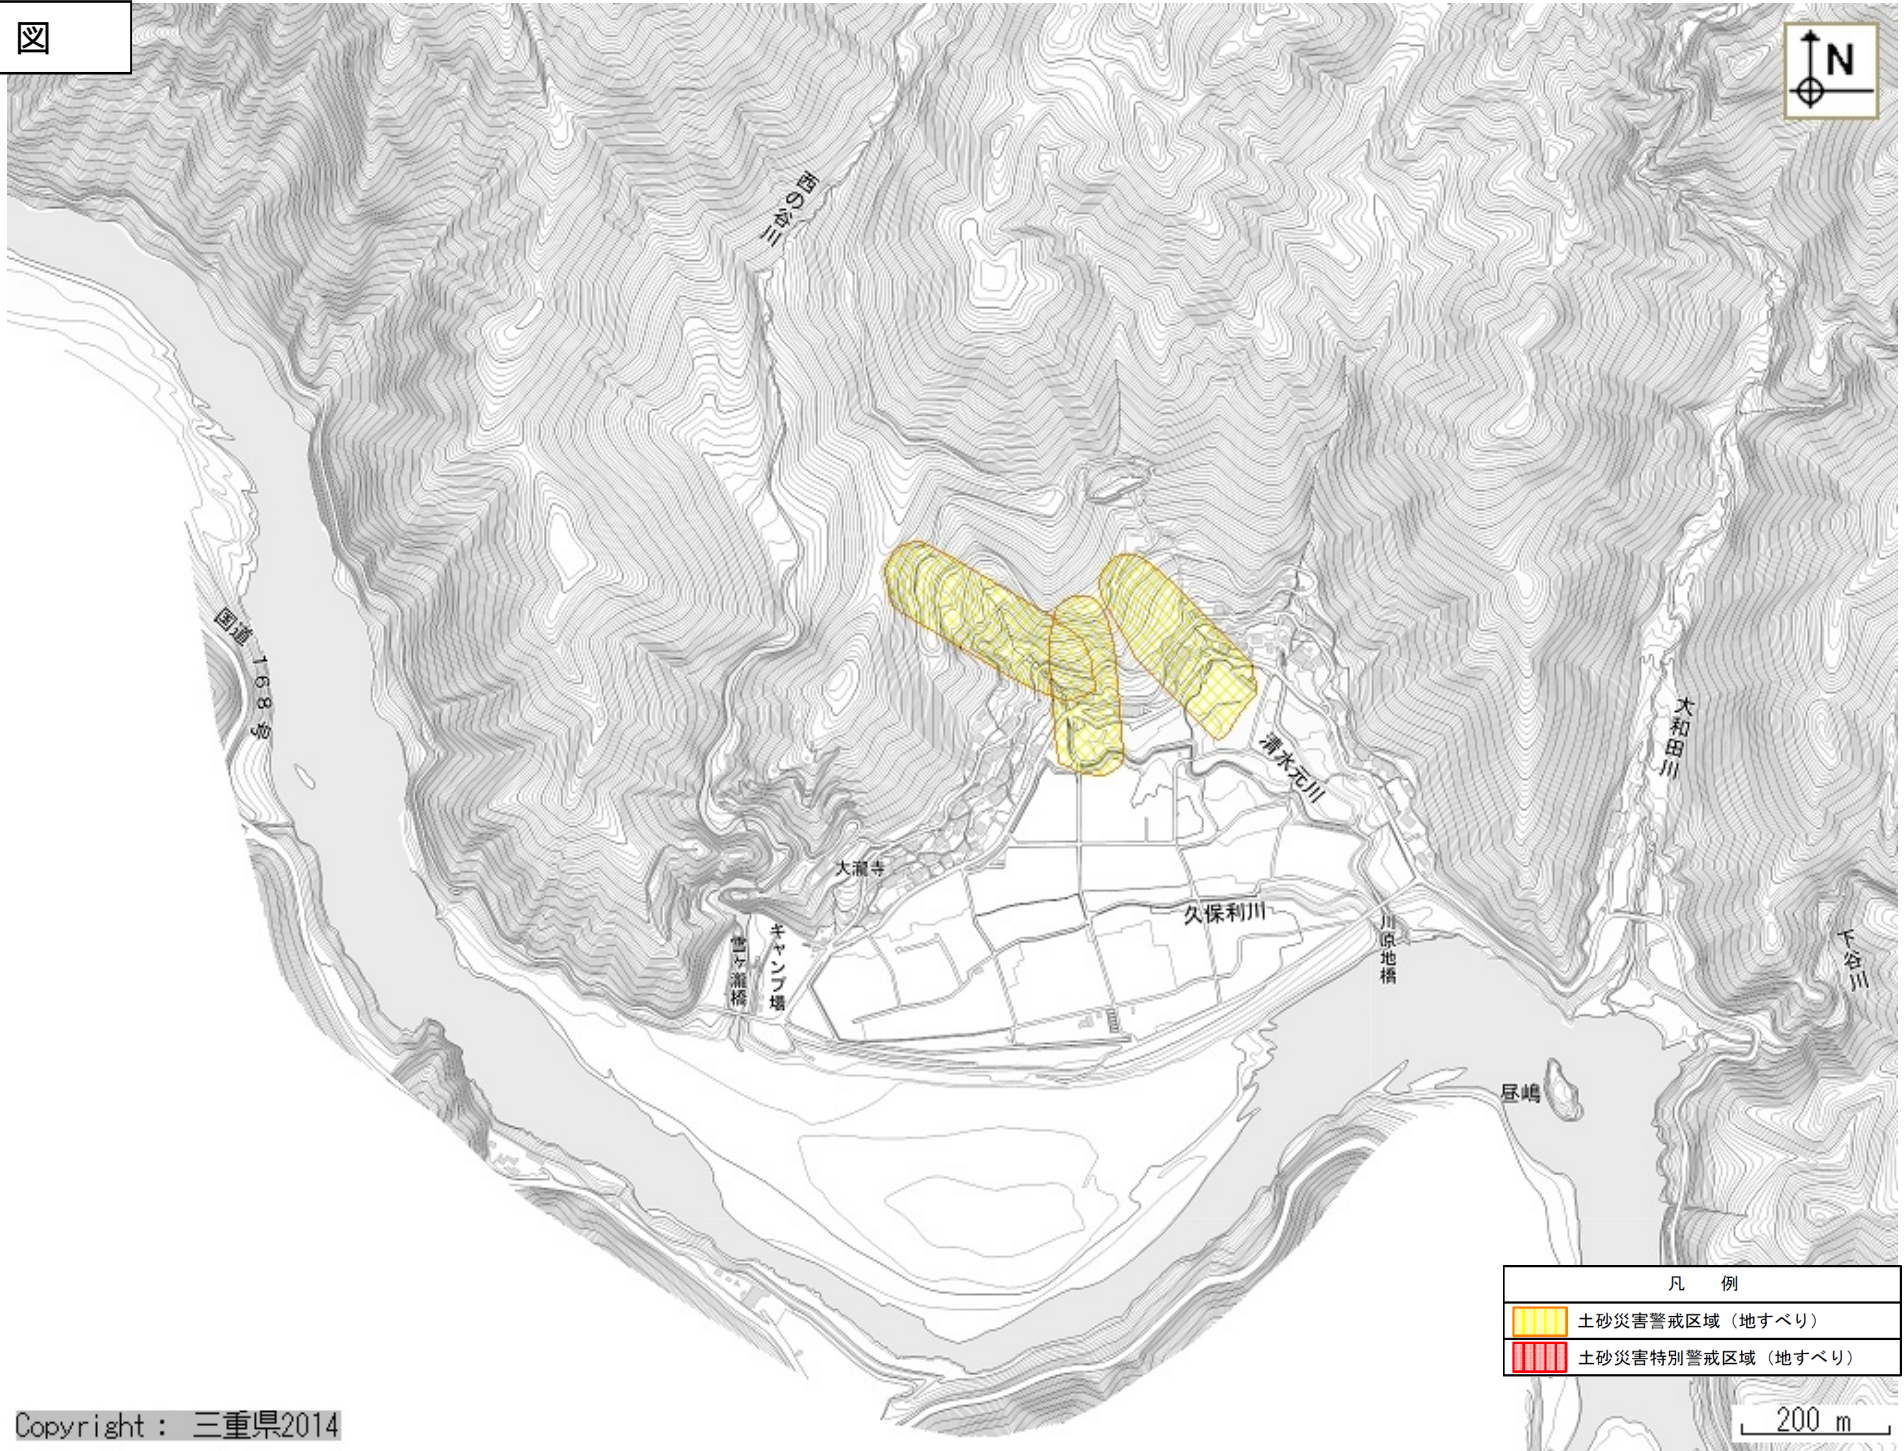 図
N
西の谷川
国道168号
大和田川
清水元川
大瀧寺
久保利川
川原地橋
キャンプ場
雪ヶ瀧橋
下谷川
昼嶋
凡 例
土砂災害警戒区域（地すべり）
土砂災害特別警戒区域（地すべり）
Copyright： 三重県2014
200 m